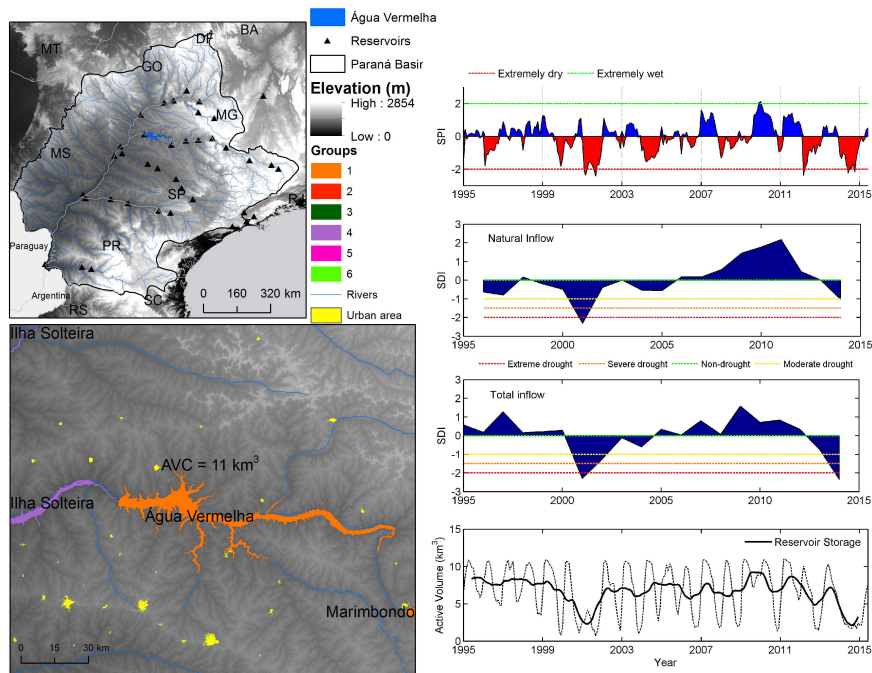 MT
DF
BA
GO
MG
MS
SP
R
PR
Paraguay
Argentina
SC
RS
0 160 320 km
Água Vermelha
Reservoirs
Paraná Basin
Elevation (m)
High : 2854
Low : 0
Groups
1
2
3
4
5
6
Rivers
Urban area
Ilha Solteira
AVC = 11 km³
Ilha Solteira
Água Vermelha
Marimbondo
0 15 30 km
Extremely dry
Extremely wet
SPI
2
0
-2
1995 1999 2003 2007 2011 2015
Natural Inflow
SDI
3
2
1
0
-1
-2
-3
1995 2000 2005 2010 2015
Extreme drought
Severe drought
Non-drought
Moderate drought
Total inflow
SDI
3
2
1
0
-1
-2
-3
1995 2000 2005 2010 2015
Reservoir Storage
Active Volume (km³)
15
10
5
0
1995 1999 2003 2007 2011 2015
Year